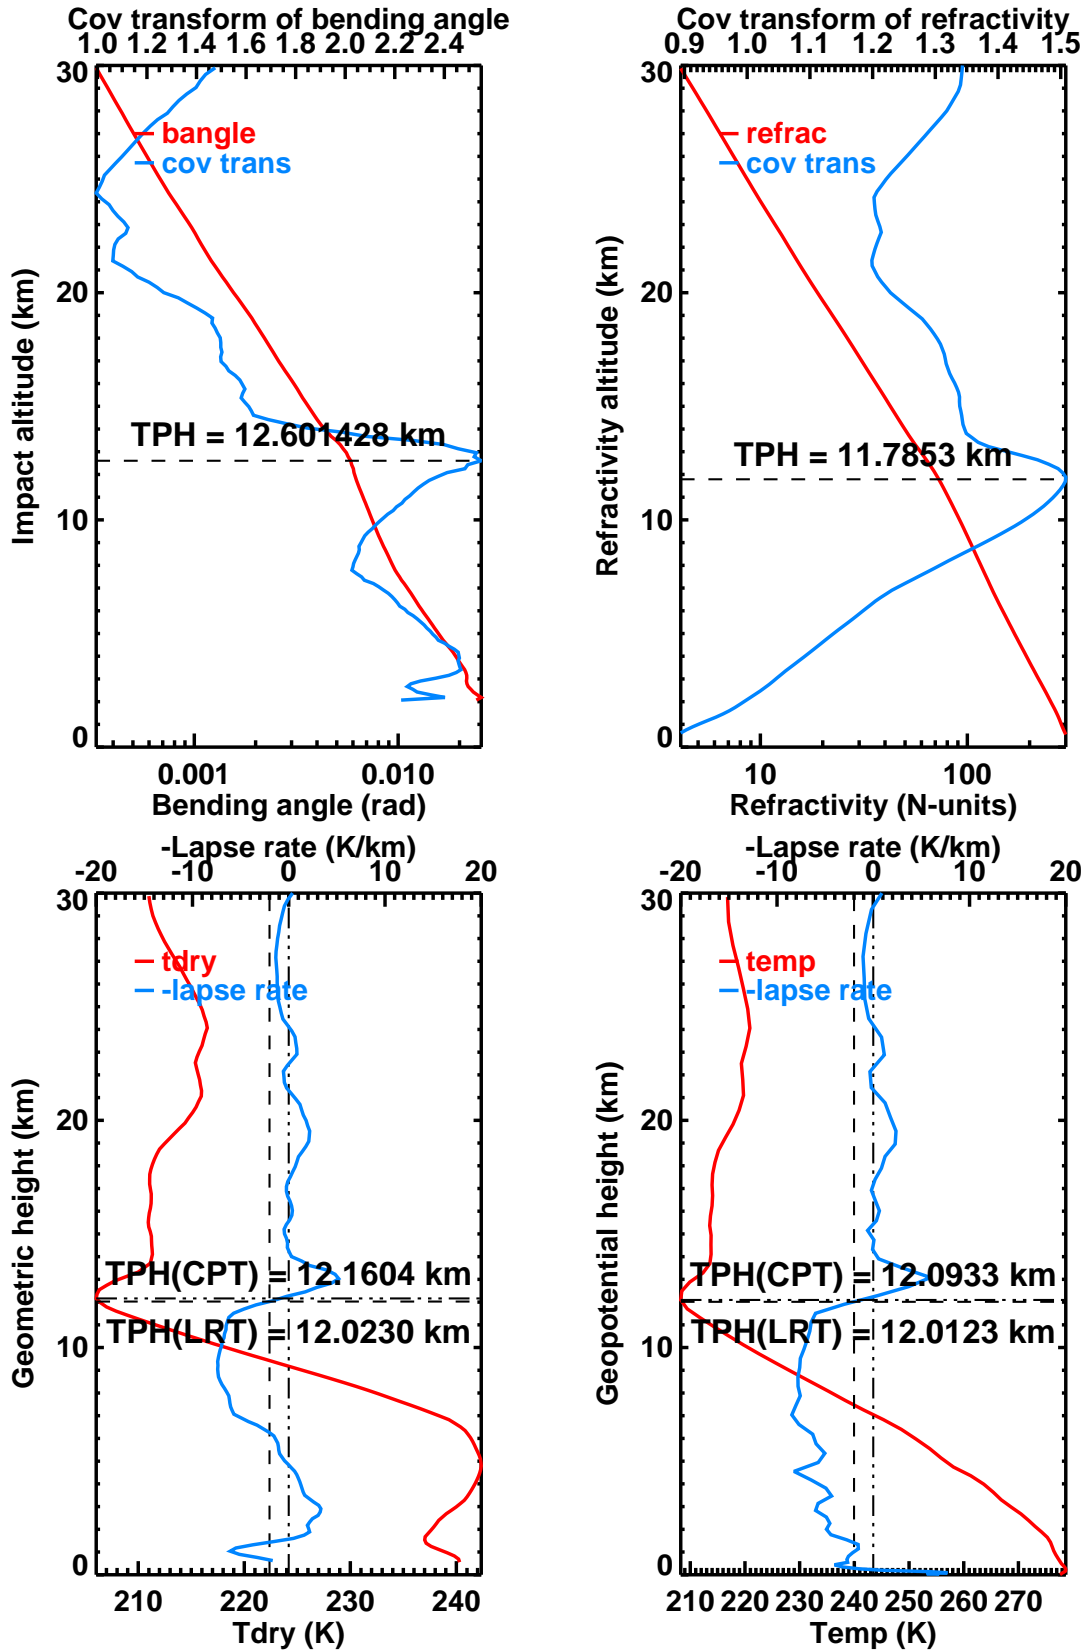 Cov transform of bending angle
1.0 1.2 1.4 1.6 1.8 2.0 2.2 2.4
30
20
10
0
Impact altitude (km)
bangle
cov trans
TPH = 12.601428 km
0.001 0.010
Bending angle (rad)
Cov transform of refractivity
0.9 1.0 1.1 1.2 1.3 1.4 1.5
30
20
10
0
Refractivity altitude (km)
refrac
cov trans
TPH = 11.7853 km
10 100
Refractivity (N-units)
-Lapse rate (K/km)
-20 -10 0 10 20
30
20
10
0
Geometric height (km)
tdry
-lapse rate
TPH(CPT) = 12.1604 km
TPH(LRT) = 12.0230 km
210 220 230 240
Tdry (K)
-Lapse rate (K/km)
-20 -10 0 10 20
30
20
10
0
Geopotential height (km)
temp
-lapse rate
TPH(CPT) = 12.0933 km
TPH(LRT) = 12.0123 km
210 220 230 240 250 260 270
Temp (K)